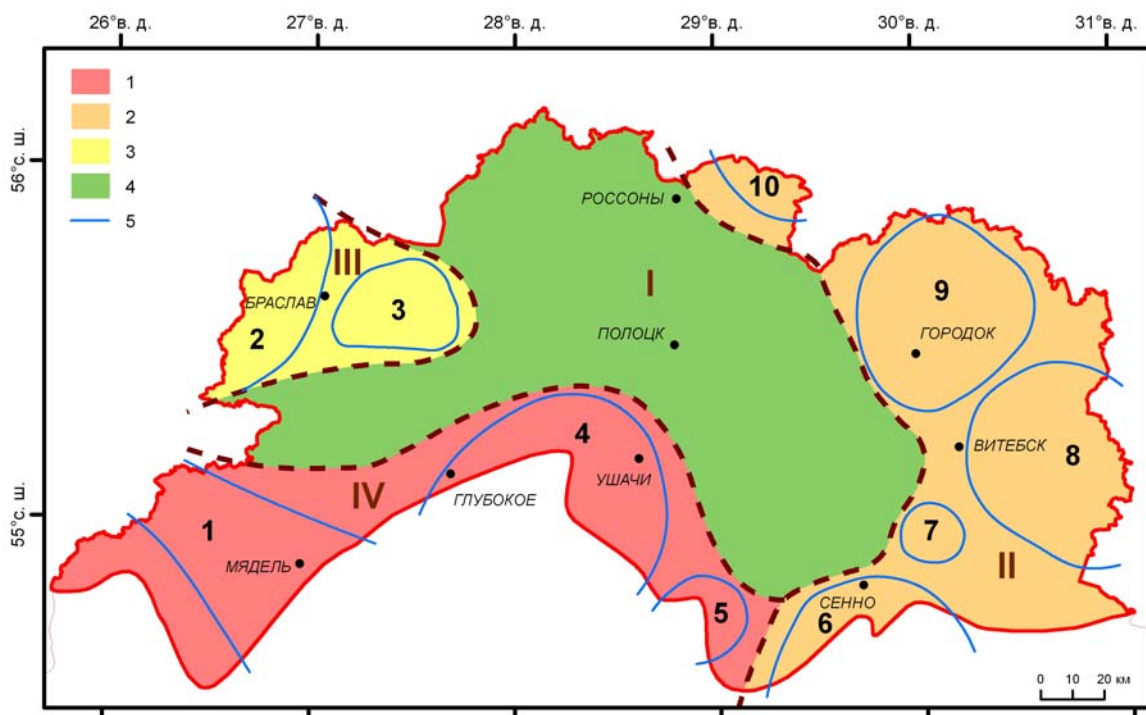 26°в. д. 27°в. д. 28°в. д. 29°в. д. 30°в. д. 31°в. д.
1
2
3
4
5
56°с. ш.
55°с. ш.
10
РОССОНЫ
III
I
9
БРАСЛАВ
3
2
ПОЛОЦК
ГОРОДОК
4
ВИТЕБСК
8
УШАЧИ
ГЛУБОКОЕ
IV
1
7
МЯДЕЛЬ
II
СЕННО
5
6
0 10 20 км